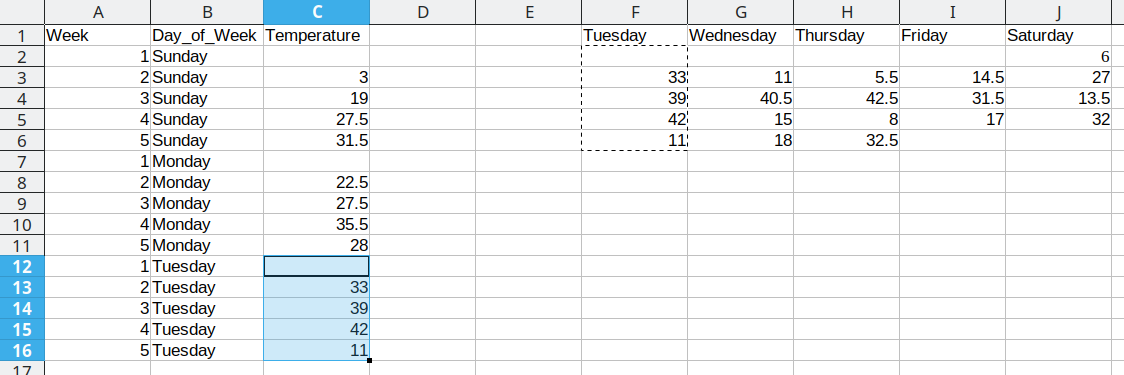 A B C D E F G H I J
1 Week Day_of_Week Temperature Tuesday Wednesday Thursday Friday Saturday
2 1 Sunday 6
3 2 Sunday 3 33 11 5.5 14.5 27
4 3 Sunday 19 39 40.5 42.5 31.5 13.5
5 4 Sunday 27.5 42 15 8 17 32
6 5 Sunday 31.5 11 18 32.5
7 1 Monday
8 2 Monday 22.5
9 3 Monday 27.5
10 4 Monday 35.5
11 5 Monday 28
12 1 Tuesday
13 2 Tuesday 33
14 3 Tuesday 39
15 4 Tuesday 42
16 5 Tuesday 11
17